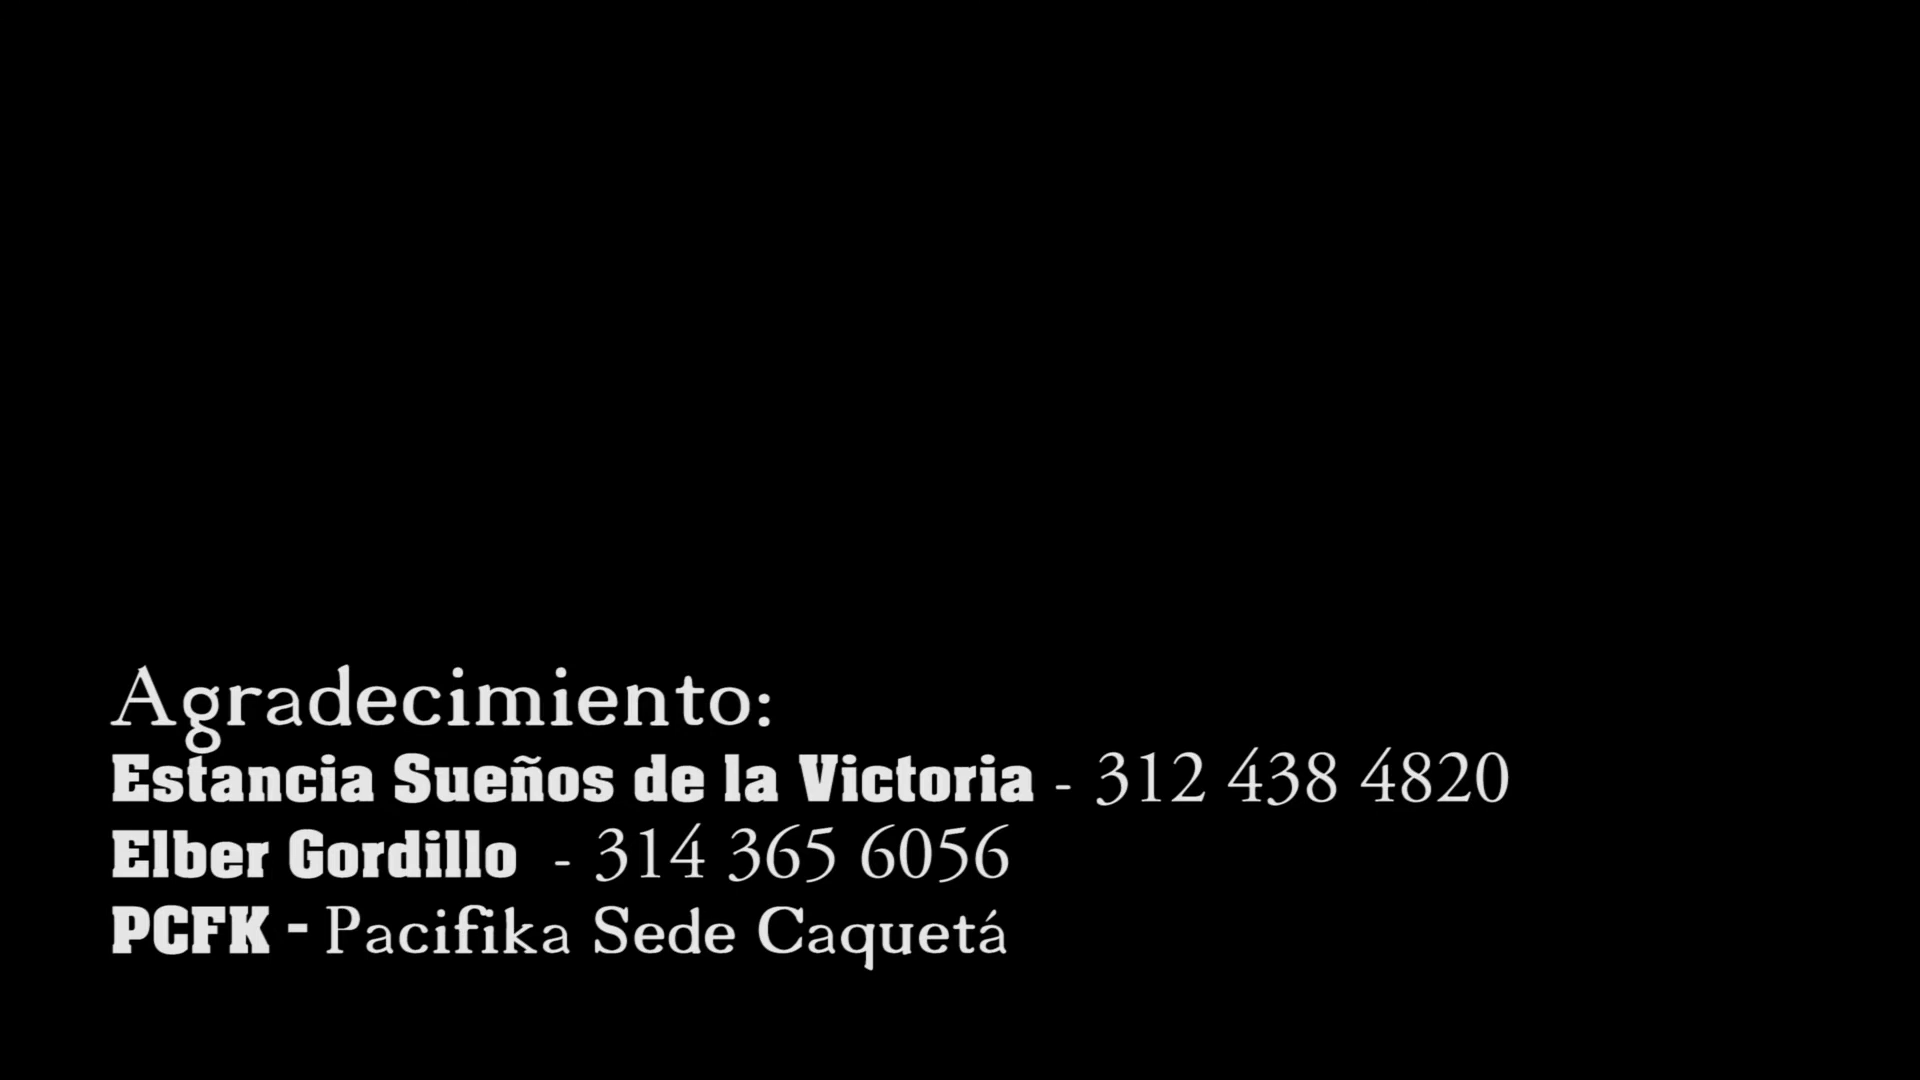 Agradecimiento:
Estancia Sueños de la Victoria - 312 438 4820
Elber Gordillo - 314 365 6056
PCFK - Pacifika Sede Caquetá